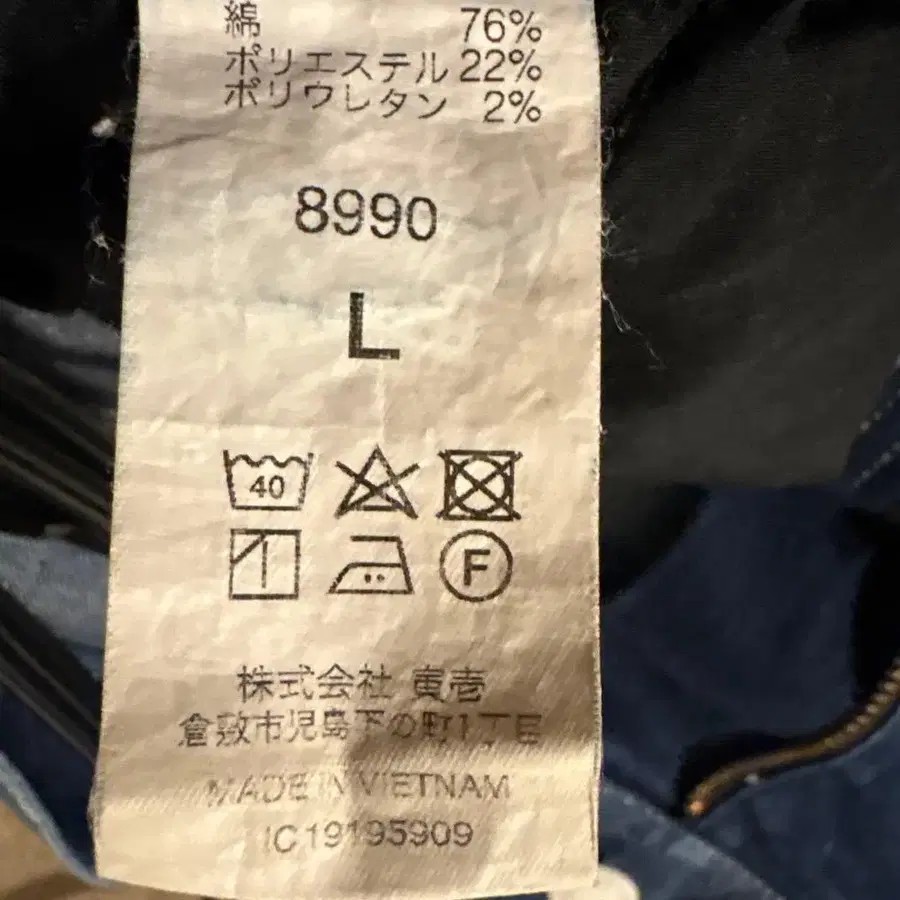 綿 76%
ポリエステル 22%
ポリウレタン 2%
8990
L
40
F
株式会社 寅壱
倉敷市児島下の町1丁目
MADE IN VIETNAM
IC19195909